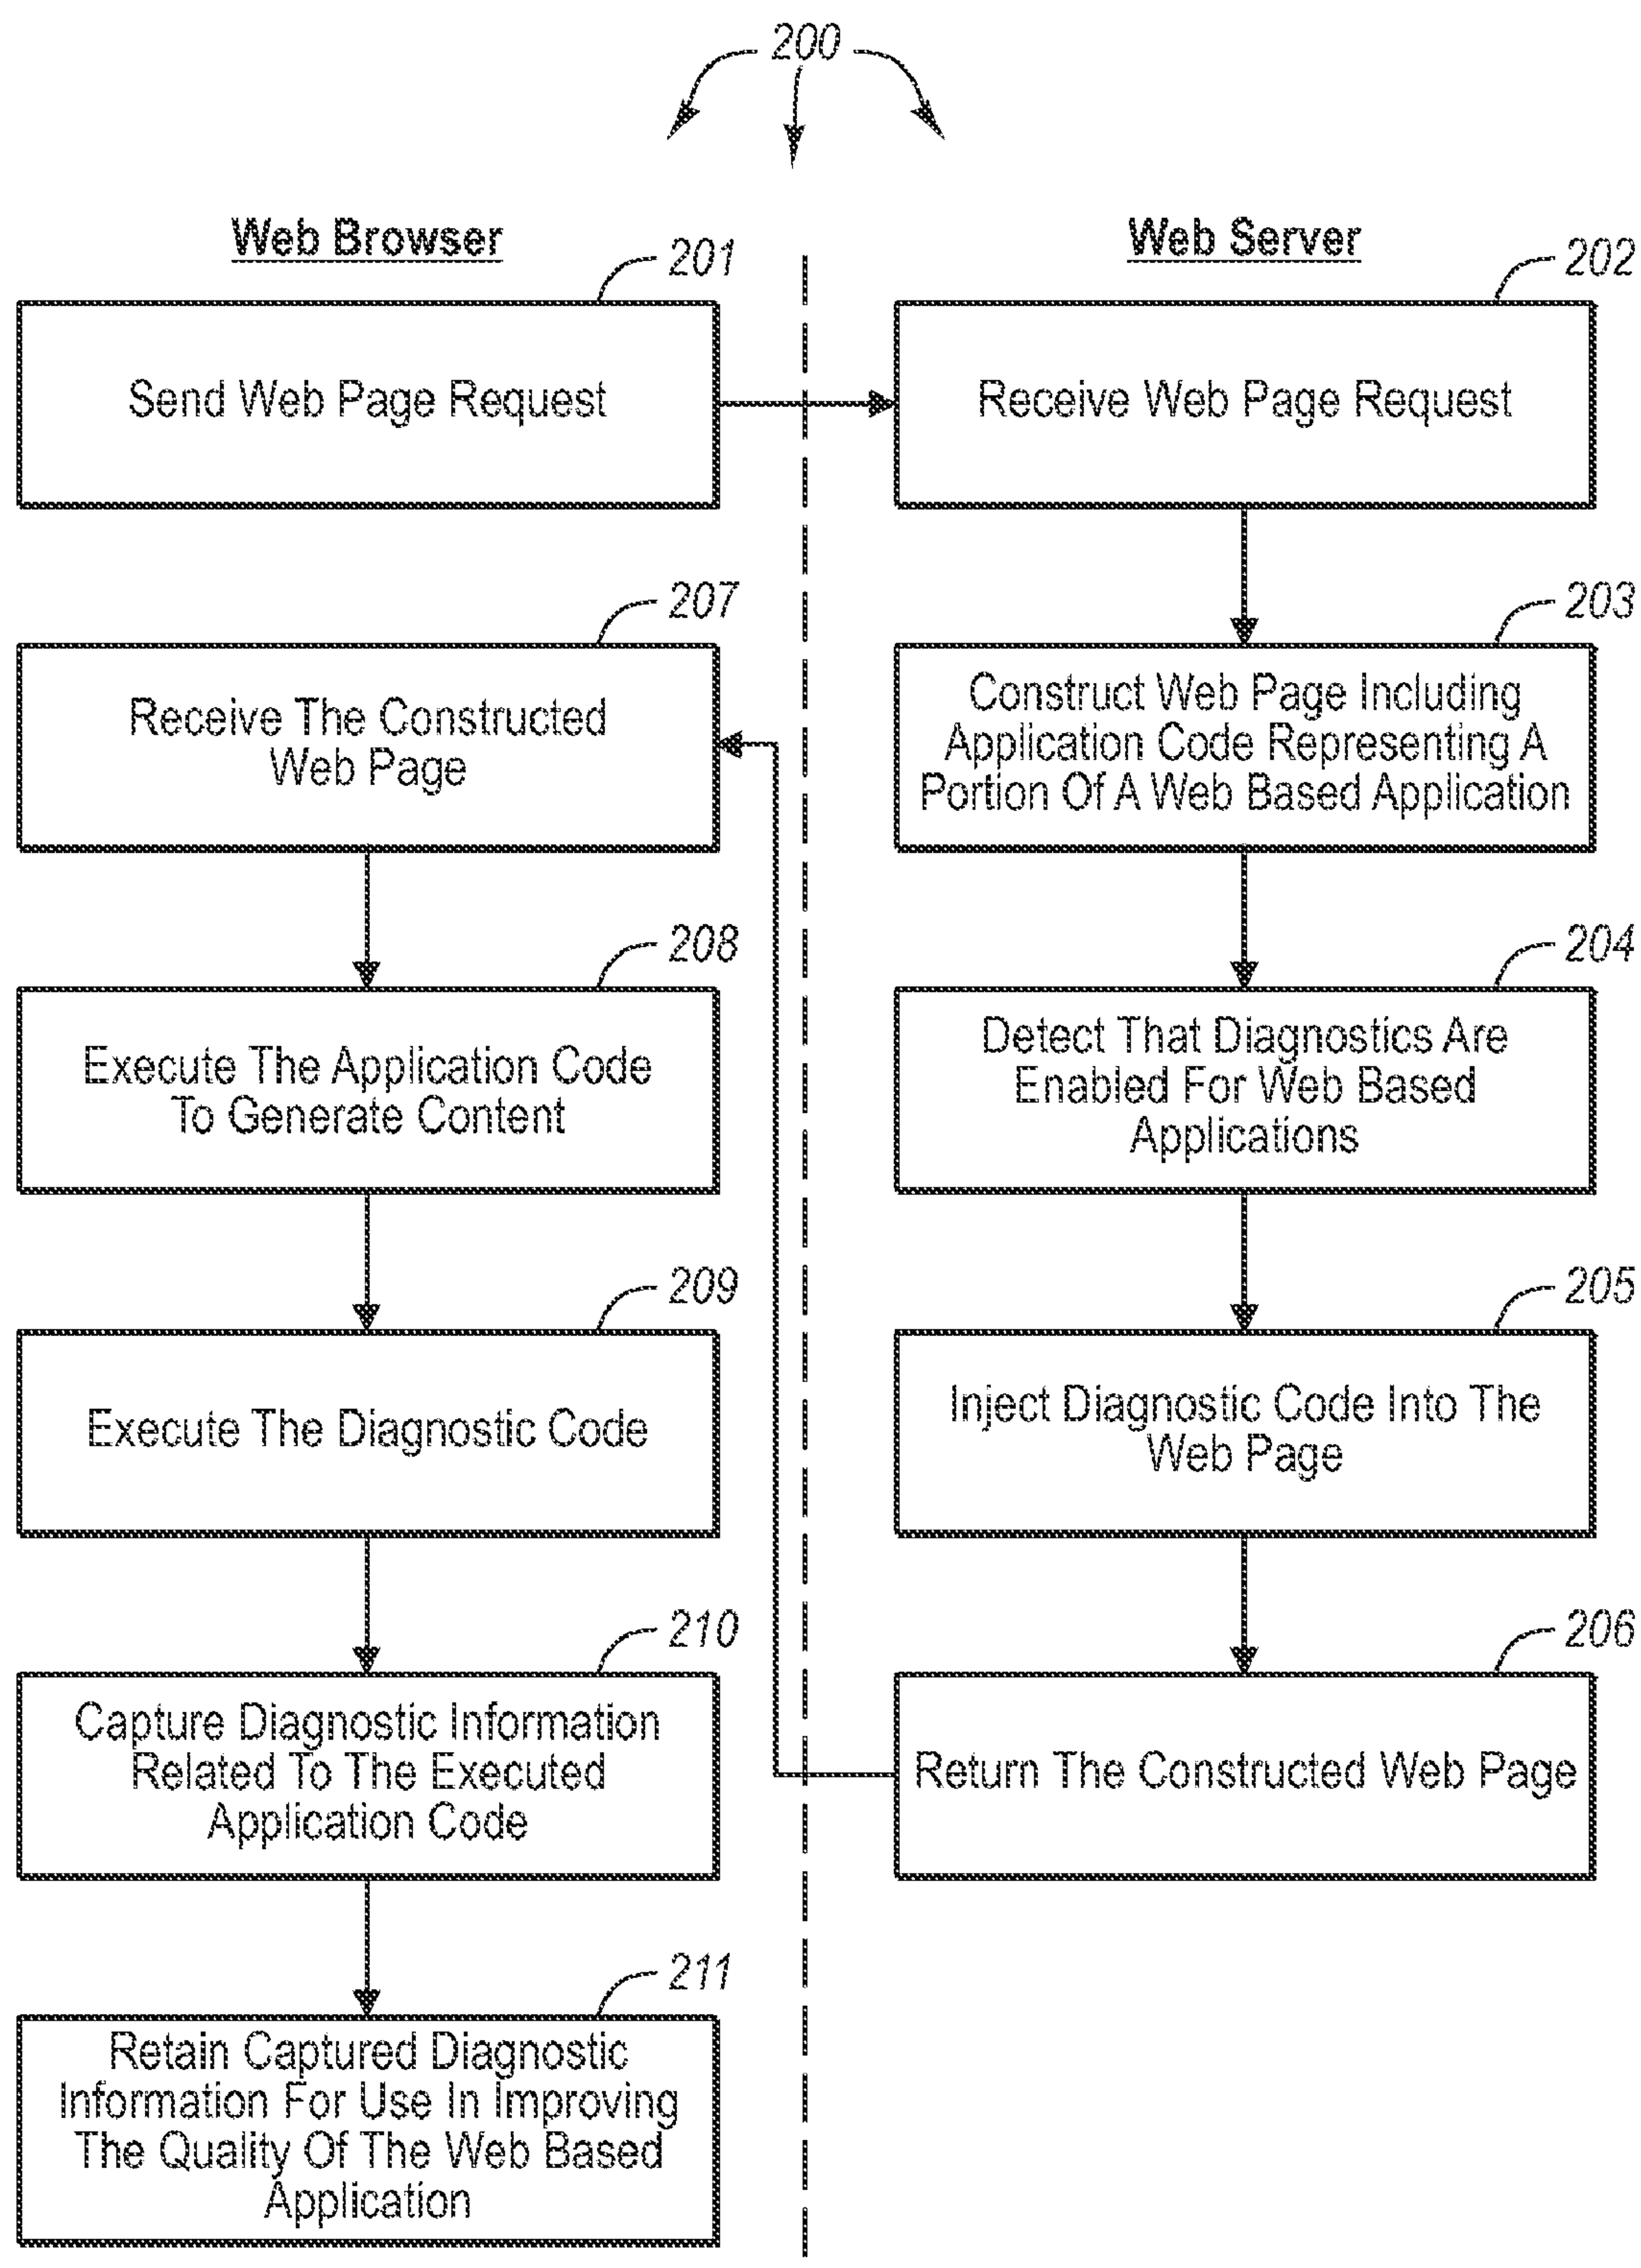 200
Web Browser
Web Server
201
Send Web Page Request
202
Receive Web Page Request
203
Construct Web Page Including
Application Code Representing A
Portion Of A Web Based Application
204
Detect That Diagnostics Are
Enabled For Web Based
Applications
205
Inject Diagnostic Code Into The
Web Page
206
Return The Constructed Web Page
207
Receive The Constructed
Web Page
208
Execute The Application Code
To Generate Content
209
Execute The Diagnostic Code
210
Capture Diagnostic Information
Related To The Executed
Application Code
211
Retain Captured Diagnostic
Information For Use In Improving
The Quality Of The Web Based
Application